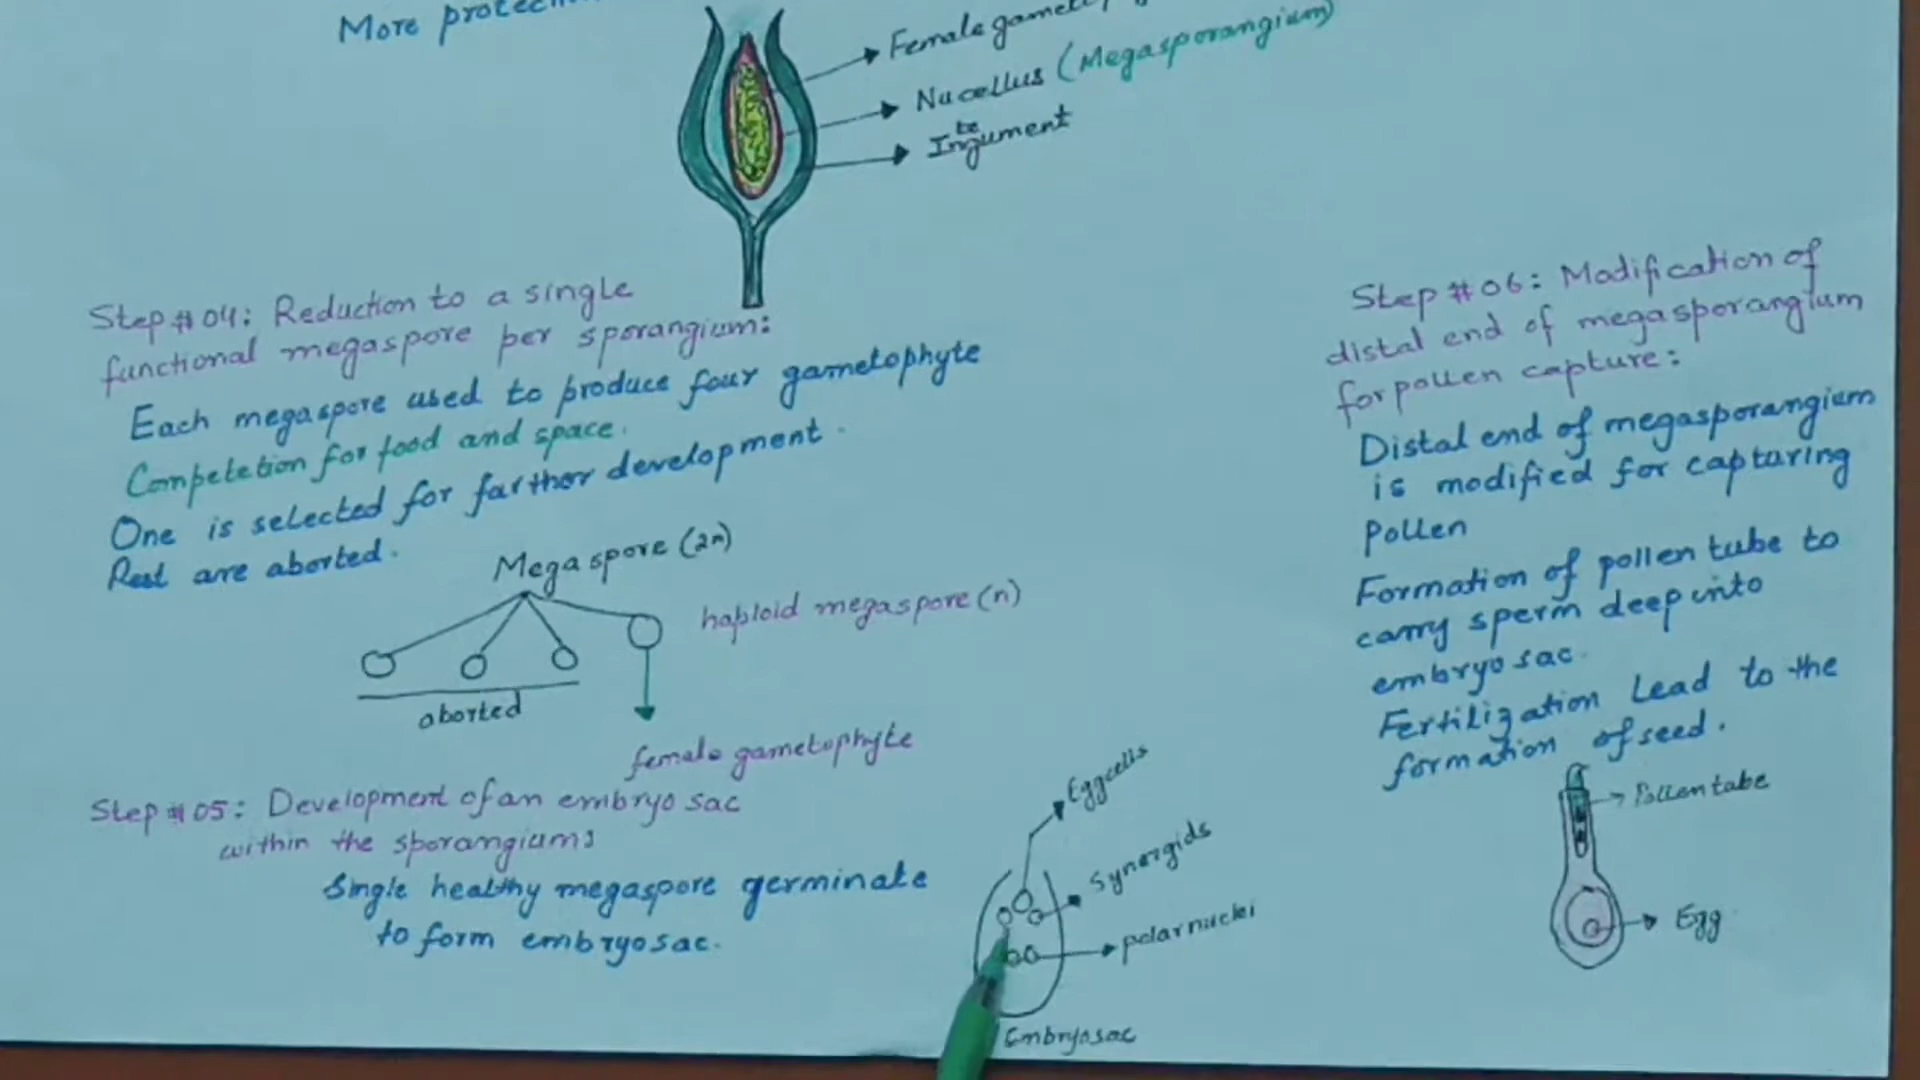 More
Female
Nucellus (Megasporangium)
te
Ingument
Step # 04: Reduction to a single
functional megaspore per sporangium:
Each megaspore used to produce four gametophyte
Competetion for food and space.
One is selected for farther development.
Rest are aborted.
Megaspore (2n)
haploid megaspore (n)
aborted
female gametophyte
Step # 05: Development of an embryo sac
within the sporangium:
Single healthy megaspore germinate
to form embryosac.
Egg cells
Synergids
polar nuclei
Embryosac
Step # 06: Modification of
distal end of megasporangium
for pollen capture:
Distal end of megasporangium
is modified for capturing
pollen
Formation of pollen tube to
carry sperm deep into
embryo sac.
Fertilization Lead to the
formation of seed.
Pollen tube
Egg